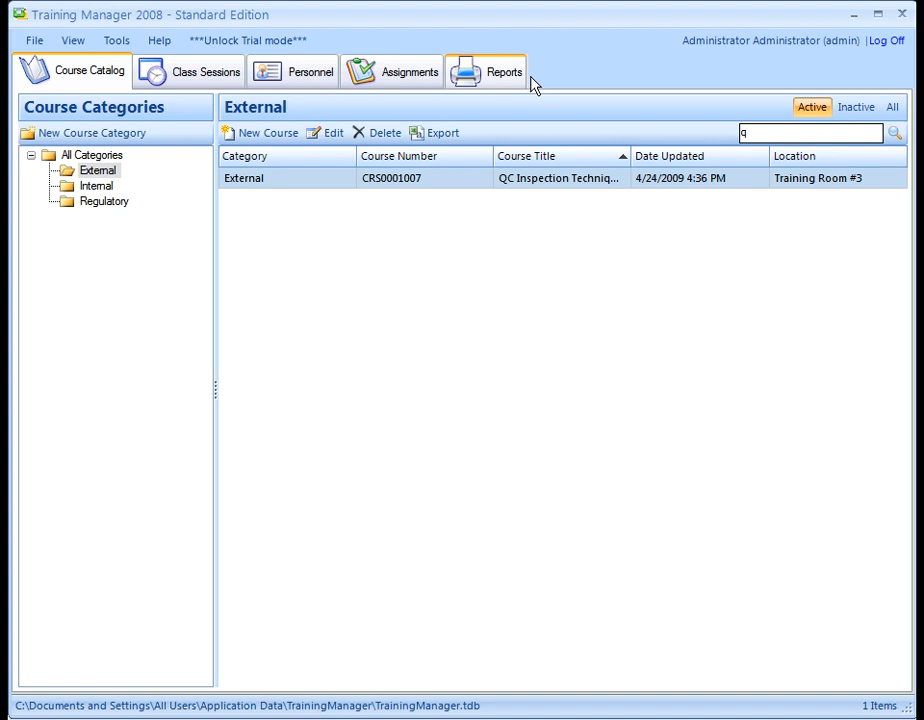 Training Manager 2008 - Standard Edition
File View Tools Help ***Unlock Trial mode*** Administrator Administrator (admin) | Log Off
Course Catalog Class Sessions Personnel Assignments Reports
Course Categories
External
Active Inactive All
New Course Category
New Course Edit Delete Export
q
All Categories
External
Internal
Regulatory
Category Course Number Course Title Date Updated Location
External CRS0001007 QC Inspection Techniq... 4/24/2009 4:36 PM Training Room #3
C:\Documents and Settings\All Users\Application Data\TrainingManager\TrainingManager.tdb 1 Items